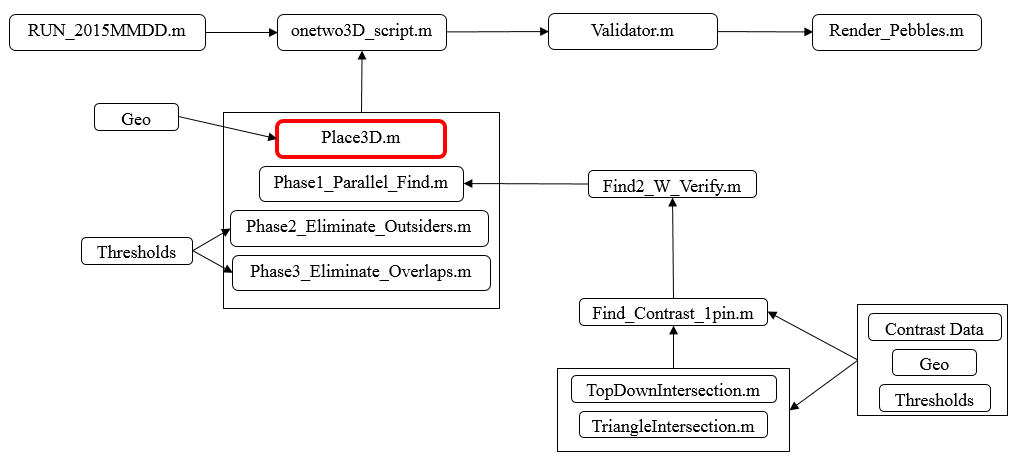 RUN_2015MMDD.m
onetwo3D_script.m
Validator.m
Render_Pebbles.m
Geo
Place3D.m
Phase1_Parallel_Find.m
Find2_W_Verify.m
Phase2_Eliminate_Outsiders.m
Thresholds
Phase3_Eliminate_Overlaps.m
Find_Contrast_1pin.m
Contrast Data
Geo
Thresholds
TopDownIntersection.m
TriangleIntersection.m